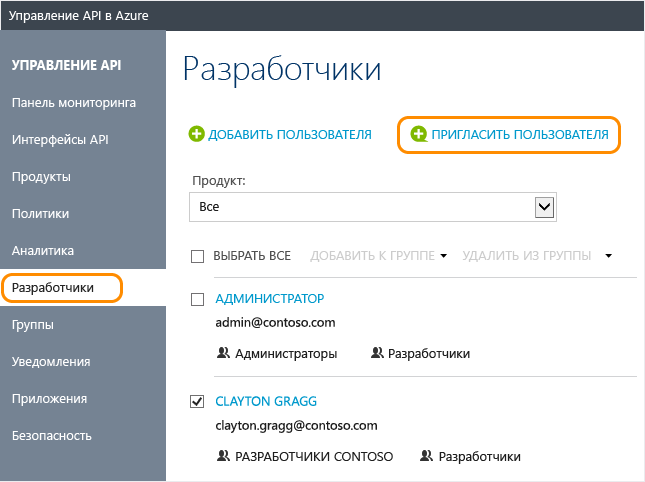 Управление API в Azure
УПРАВЛЕНИЕ API
Панель мониторинга
Интерфейсы API
Продукты
Политики
Аналитика
Разработчики
Группы
Уведомления
Приложения
Безопасность
Разработчики
ДОБАВИТЬ ПОЛЬЗОВАТЕЛЯ ПРИГЛАСИТЬ ПОЛЬЗОВАТЕЛЯ
Продукт:
Все
ВЫБРАТЬ ВСЕ ДОБАВИТЬ К ГРУППЕ УДАЛИТЬ ИЗ ГРУППЫ
АДМИНИСТРАТОР
admin@contoso.com
Администраторы Разработчики
CLAYTON GRAGG
clayton.gragg@contoso.com
РАЗРАБОТЧИКИ CONTOSO Разработчики